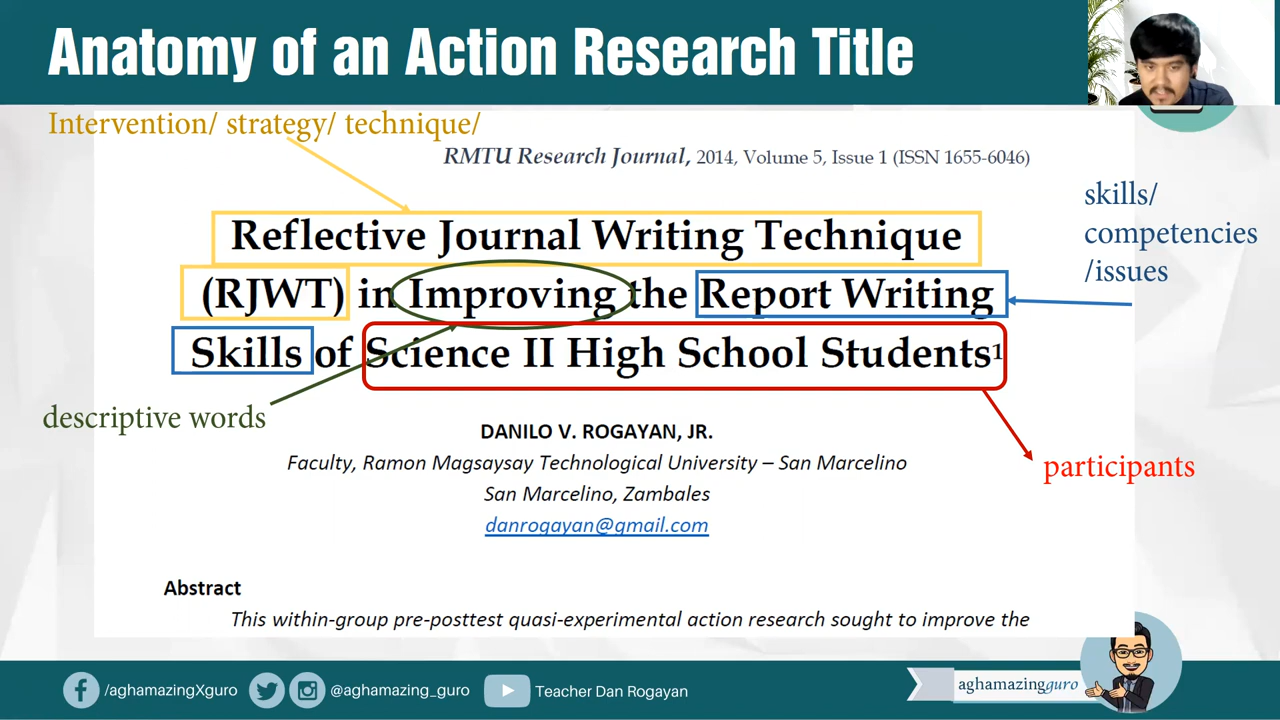 Anatomy of an Action Research Title
Intervention/ strategy/ technique/
RMTU Research Journal, 2014, Volume 5, Issue 1 (ISSN 1655-6046)
skills/
competencies
/issues
Reflective Journal Writing Technique
(RJWT) in Improving the Report Writing
Skills of Science II High School Students¹
descriptive words
participants
DANILO V. ROGAYAN, JR.
Faculty, Ramon Magsaysay Technological University – San Marcelino
San Marcelino, Zambales
danrogayan@gmail.com
Abstract
This within-group pre-posttest quasi-experimental action research sought to improve the
/aghamazingXguro
@aghamazing_guro
Teacher Dan Rogayan
aghamazingguro